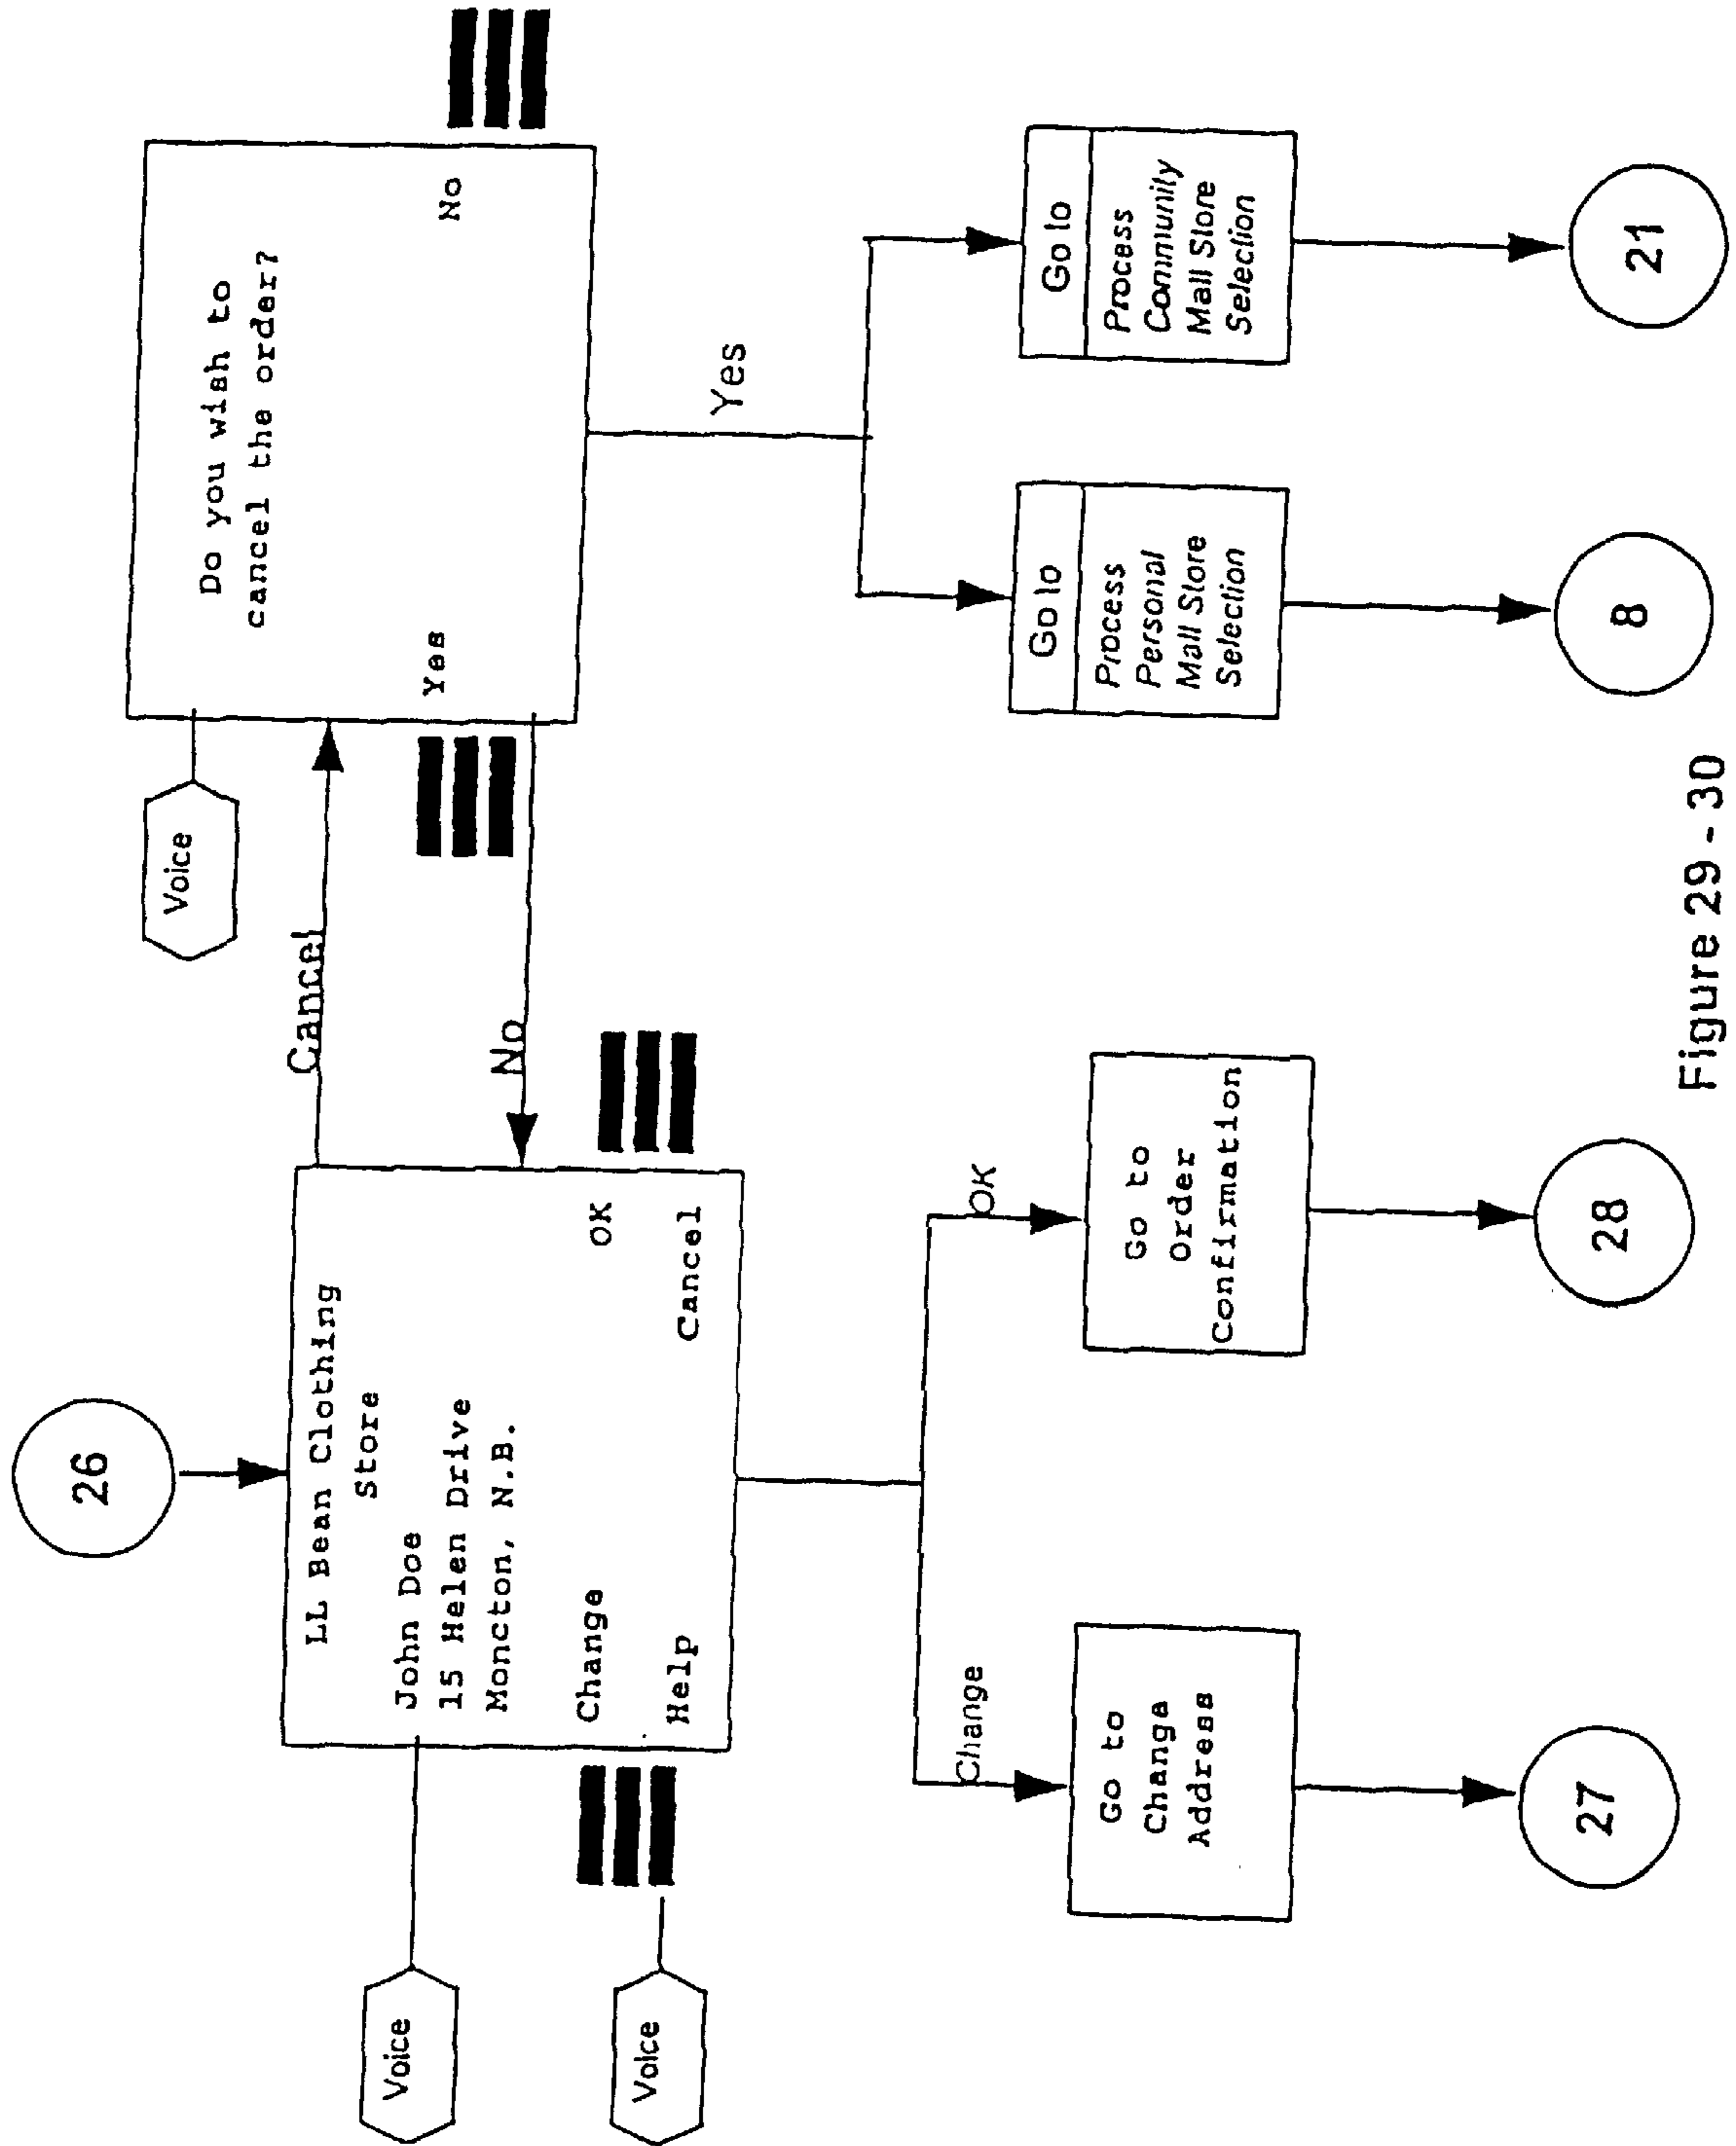 26
LL Bean Clothing
Store
John Doe
15 Helen Drive
Moncton, N.B.
Change
OK
Help
Cancel
Voice
Voice
Cancel
No
Voice
Do you wish to
cancel the order?
Yes
No
Change
OK
Go to
Change
Address
Go to
Order
Confirmation
27
28
Yes
Go to
Process
Personal
Mall Store
Selection
Go to
Process
Community
Mall Store
Selection
8
21
Figure 29 - 30